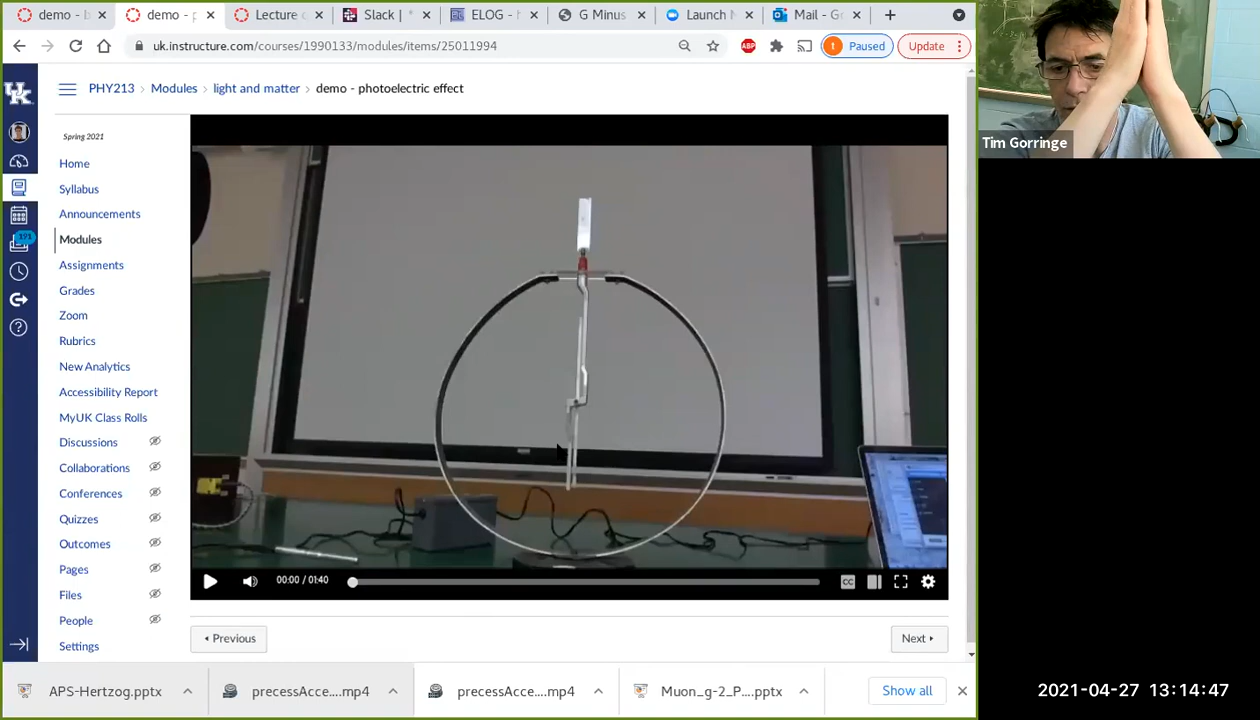 demo - b
demo - p
Lecture c
Slack | *
ELOG - h
G Minus
Launch M
Mail - G
uk.instructure.com/courses/1990133/modules/items/25011994
ABP
t
Paused
Update
UK
PHY213 › Modules › light and matter › demo - photoelectric effect
Spring 2021
Home
Syllabus
Announcements
191
Modules
Assignments
Grades
Zoom
Rubrics
New Analytics
Accessibility Report
MyUK Class Rolls
Discussions
Collaborations
Conferences
Quizzes
Outcomes
Pages
Files
People
Settings
00:00 / 01:40
CC
Previous
Next
APS-Hertzog.pptx
precessAcce....mp4
precessAcce....mp4
Muon_g-2_P....pptx
Show all
Tim Gorringe
2021-04-27 13:14:47